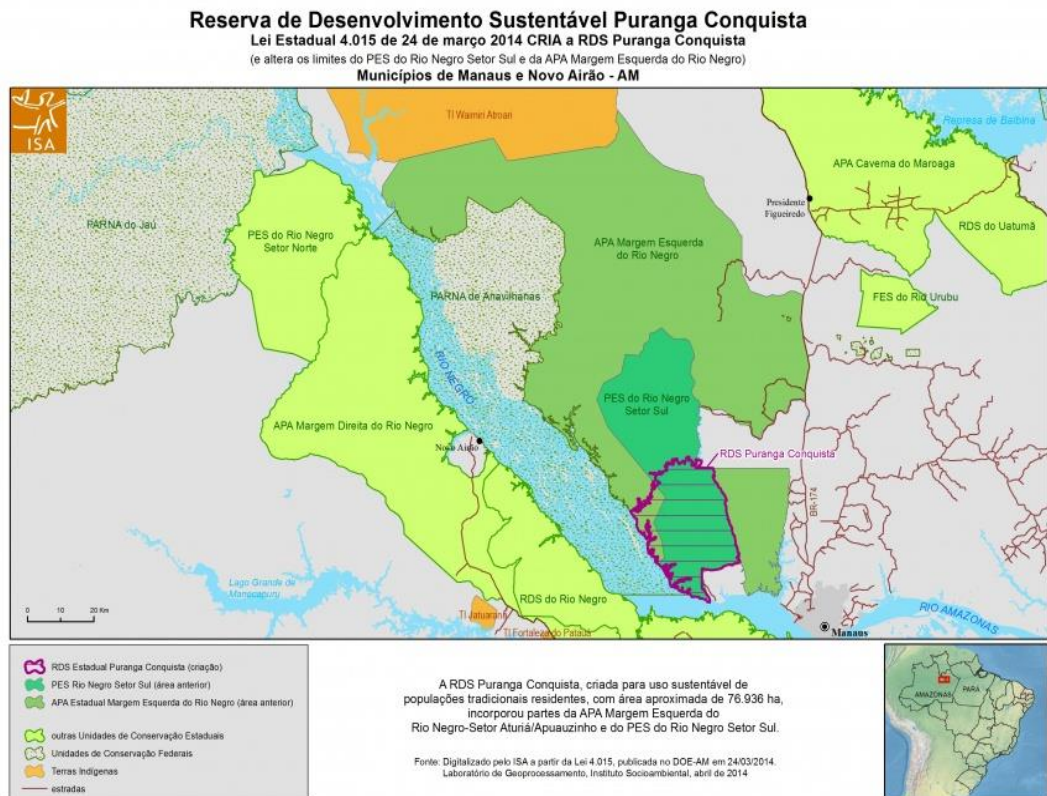 Reserva de Desenvolvimento Sustentável Puranga Conquista
Lei Estadual 4.015 de 24 de março 2014 CRIA a RDS Puranga Conquista
(e altera os limites do PES do Rio Negro Setor Sul e da APA Margem Esquerda do Rio Negro)
Municípios de Manaus e Novo Airão - AM
ISA
TI Waimiri Atroari
Represa de Balbina
APA Caverna do Maroaga
Presidente
Figueiredo
PARNA do Jaú
PES do Rio Negro
Setor Norte
RDS do Uatumã
APA Margem Esquerda
do Rio Negro
PARNA de Anavilhanas
FES do Rio Urubu
RIO NEGRO
PES do Rio Negro
Setor Sul
APA Margem Direita do Rio Negro
Novo Airão
RDS Puranga Conquista
BR-174
Lago Grande de
Manacapuru
RDS do Rio Negro
0 10 20 Km
TI Jatuarana
TI Fortaleza do Patauá
RIO AMAZONAS
Manaus
RDS Estadual Puranga Conquista (criação)
PES Rio Negro Setor Sul (área anterior)
APA Estadual Margem Esquerda do Rio Negro (área anterior)
outras Unidades de Conservação Estaduais
Unidades de Conservação Federais
Terras Indígenas
estradas
A RDS Puranga Conquista, criada para uso sustentável de
populações tradicionais residentes, com área aproximada de 76.936 ha,
incorporou partes da APA Margem Esquerda do
Rio Negro-Setor Aturiá/Apuauzinho e do PES do Rio Negro Setor Sul.
Fonte: Digitalizado pelo ISA a partir da Lei 4.015, publicada no DOE-AM em 24/03/2014.
Laboratório de Geoprocessamento, Instituto Socioambiental, abril de 2014
AMAZONAS
PARÁ